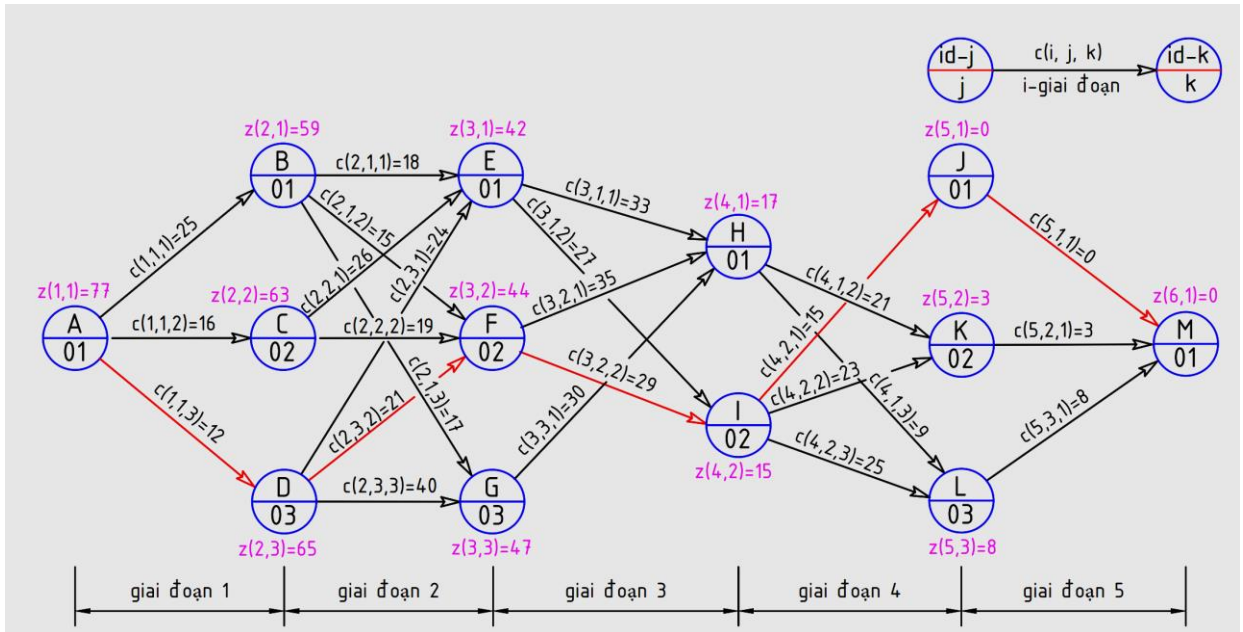 id-j
j
c(i, j, k)
i-giai đoạn
id-k
k
z(2,1)=59
B
01
z(3,1)=42
E
01
z(5,1)=0
J
01
c(2,1,1)=18
c(2,1,2)=15
c(2,2,1)=26
c(2,3,1)=24
c(1,1,1)=25
c(3,1,1)=33
c(3,1,2)=27
z(4,1)=17
H
01
c(5,1,1)=0
z(1,1)=77
A
01
c(1,1,2)=16
z(2,2)=63
C
02
c(2,2,2)=19
z(3,2)=44
F
02
c(3,2,1)=35
c(4,1,2)=21
z(5,2)=3
K
02
c(5,2,1)=3
z(6,1)=0
M
01
c(1,1,3)=12
c(2,3,2)=21
c(2,1,3)=17
c(3,2,2)=29
c(3,3,1)=30
c(4,2,1)=15
c(4,2,2)=23
c(4,1,3)=9
I
02
z(4,2)=15
c(4,2,3)=25
c(5,3,1)=8
D
03
z(2,3)=65
c(2,3,3)=40
G
03
z(3,3)=47
L
03
z(5,3)=8
giai đoạn 1
giai đoạn 2
giai đoạn 3
giai đoạn 4
giai đoạn 5